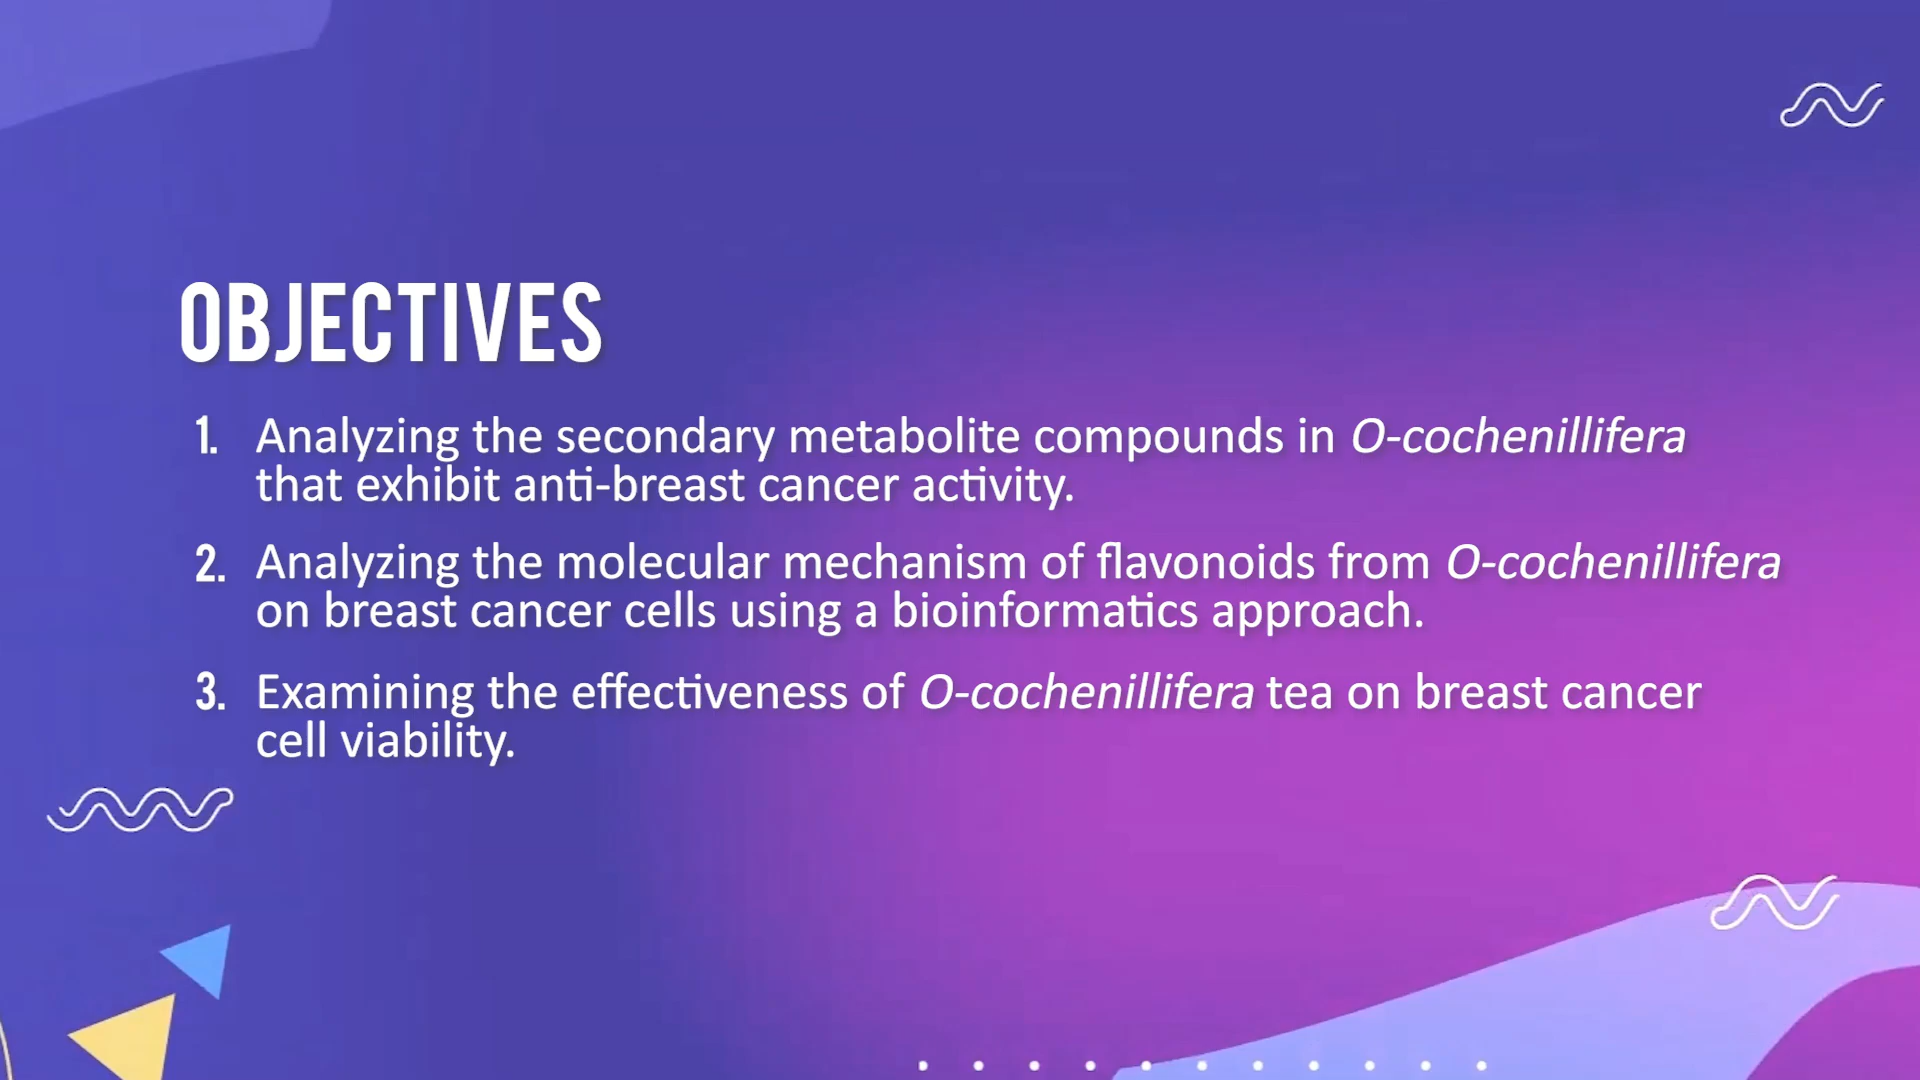 OBJECTIVES
1. Analyzing the secondary metabolite compounds in O-cochenillifera
that exhibit anti-breast cancer activity.
2. Analyzing the molecular mechanism of flavonoids from O-cochenillifera
on breast cancer cells using a bioinformatics approach.
3. Examining the effectiveness of O-cochenillifera tea on breast cancer
cell viability.